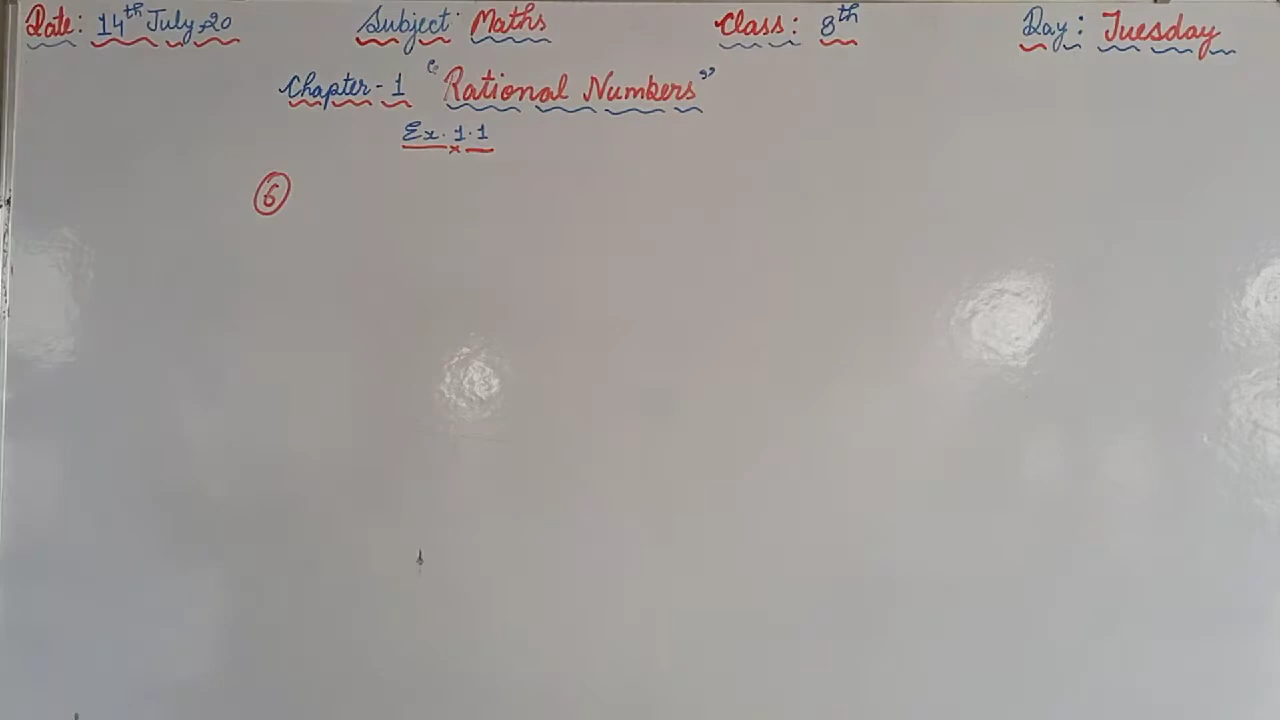 Date: 14th July, 20 Subject: Maths Class: 8th Day: Tuesday
Chapter-1 "Rational Numbers"
Ex. 1.1
6